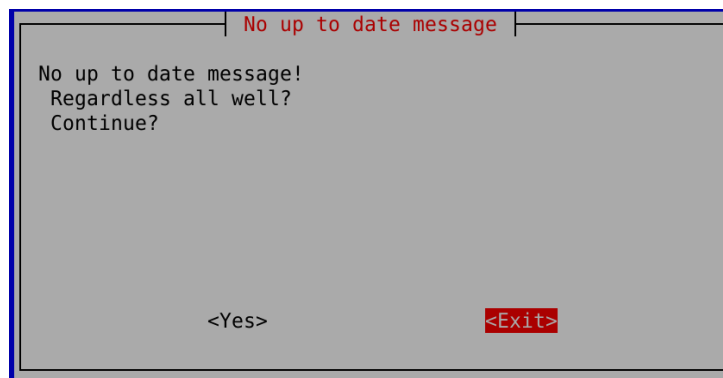 No up to date message
No up to date message!
Regardless all well?
Continue?
<Yes>
<Exit>